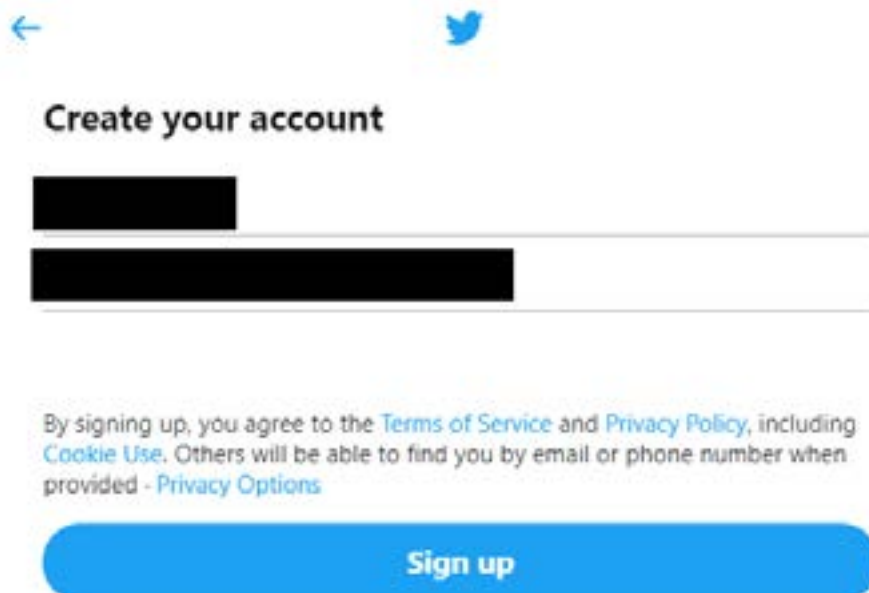 Create your account
By signing up, you agree to the Terms of Service and Privacy Policy, including
Cookie Use. Others will be able to find you by email or phone number when
provided - Privacy Options
Sign up